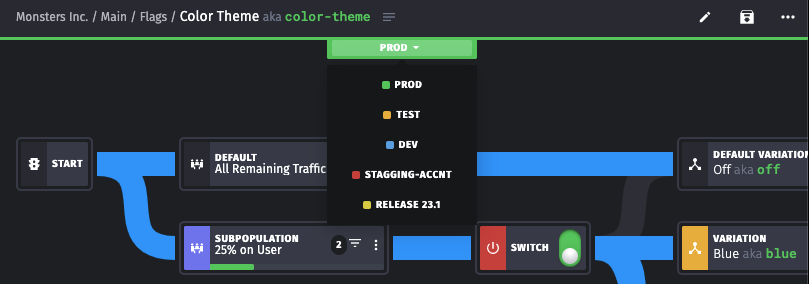 Monsters Inc. / Main / Flags / Color Theme aka color-theme
PROD
PROD
TEST
DEV
STAGGING-ACCNT
RELEASE 23.1
START
DEFAULT
All Remaining Traffic
DEFAULT VARIATION
Off aka off
SUBPOPULATION
25% on User
2
SWITCH
VARIATION
Blue aka blue